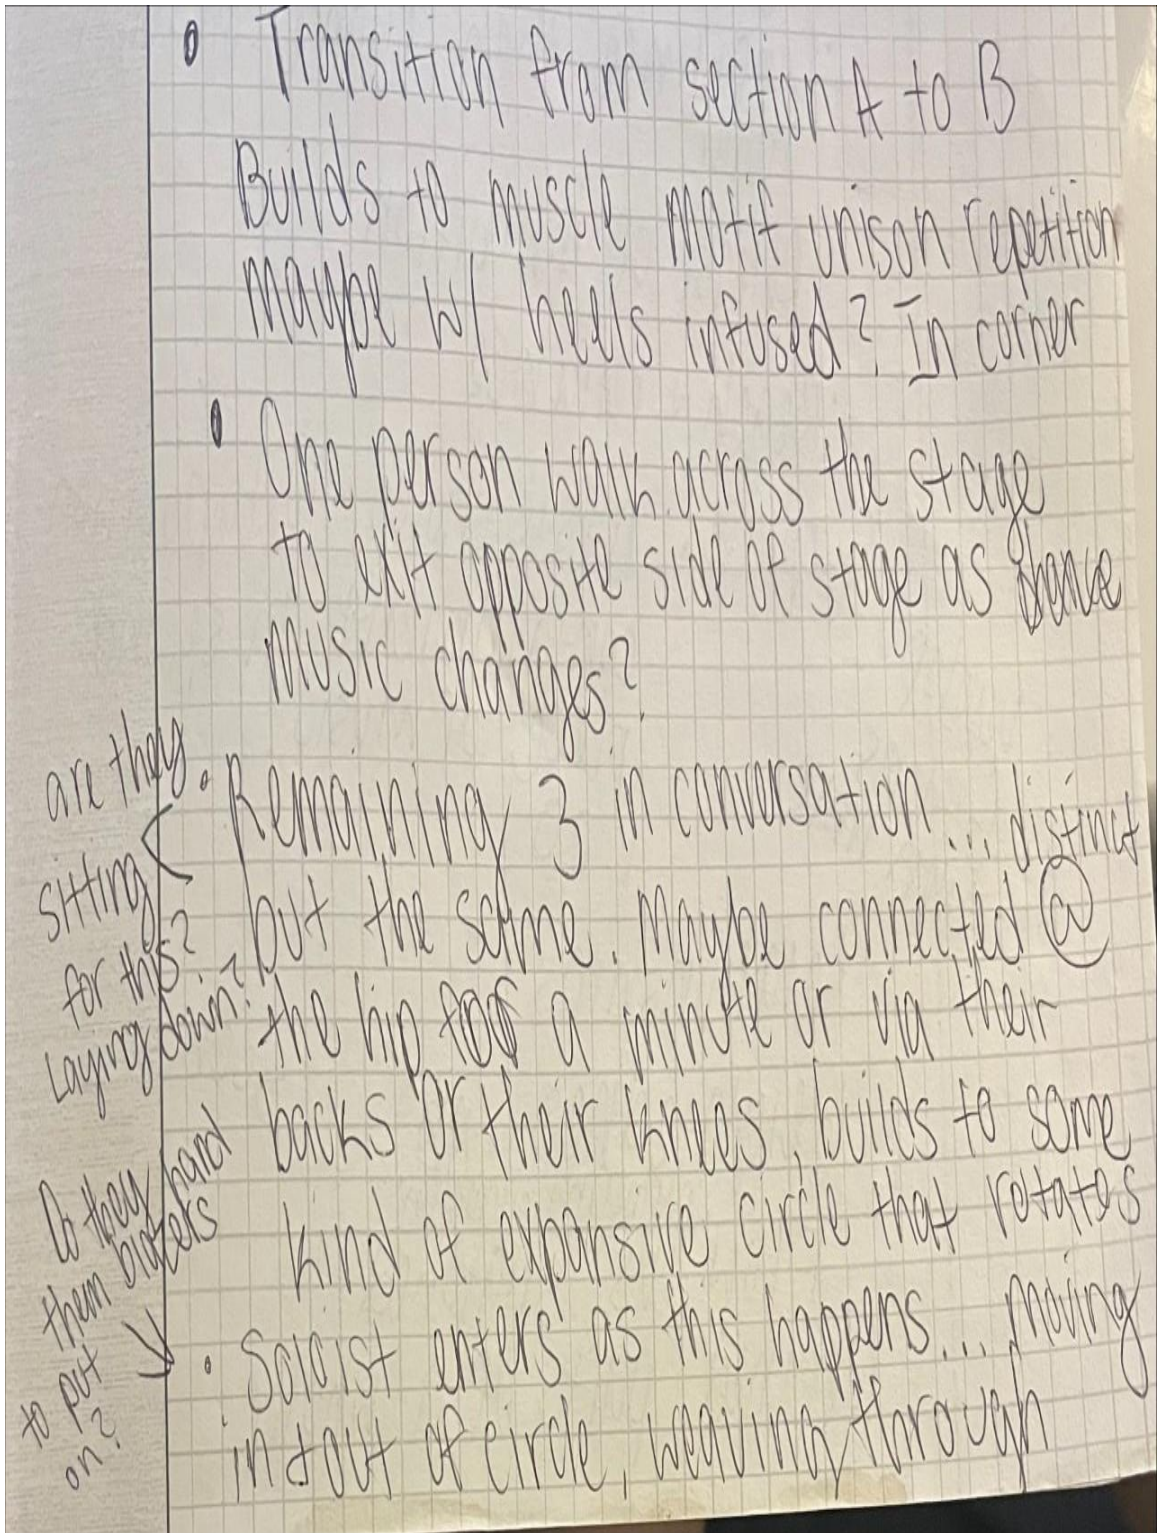 • Transition from section A to B
Builds to muscle motif unison repetition
Maybe w/ heels infused? In corner
• One person walk across the stage
to exit opposite side of stage as
music changes?
• Remaining 3 in conversation... distinct
but the same. Maybe connected @
the hip for a minute or via their
backs or their knees, builds to some
kind of expansive circle that rotates
• Soloist enters as this happens... moving
in + out of circle, weaving through
are they
sitting
for this?
Laying down?
Do they hand
them blazers
to put
on?